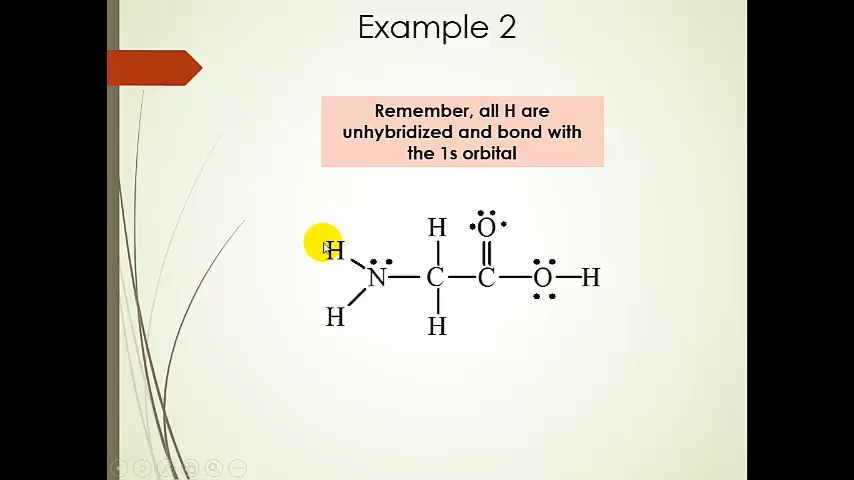 Example 2
Remember, all H are
unhybridized and bond with
the 1s orbital
H O
H
N C C O H
H H